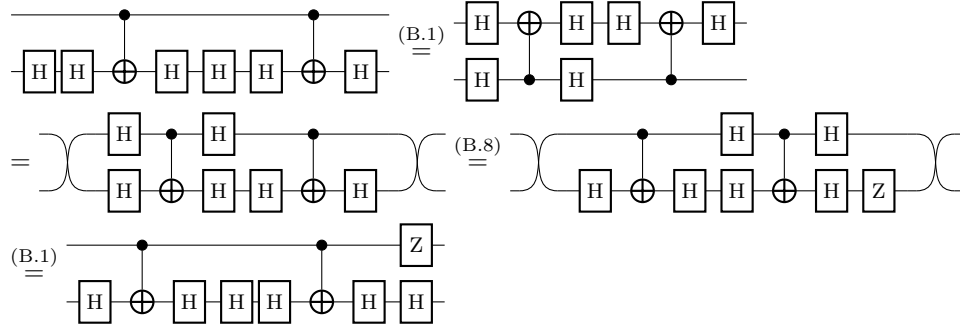 H H H H H H (B.1) = H H H H H H
= H H H H H H (B.8) = H H H H H H Z
(B.1) = H H H H H H Z